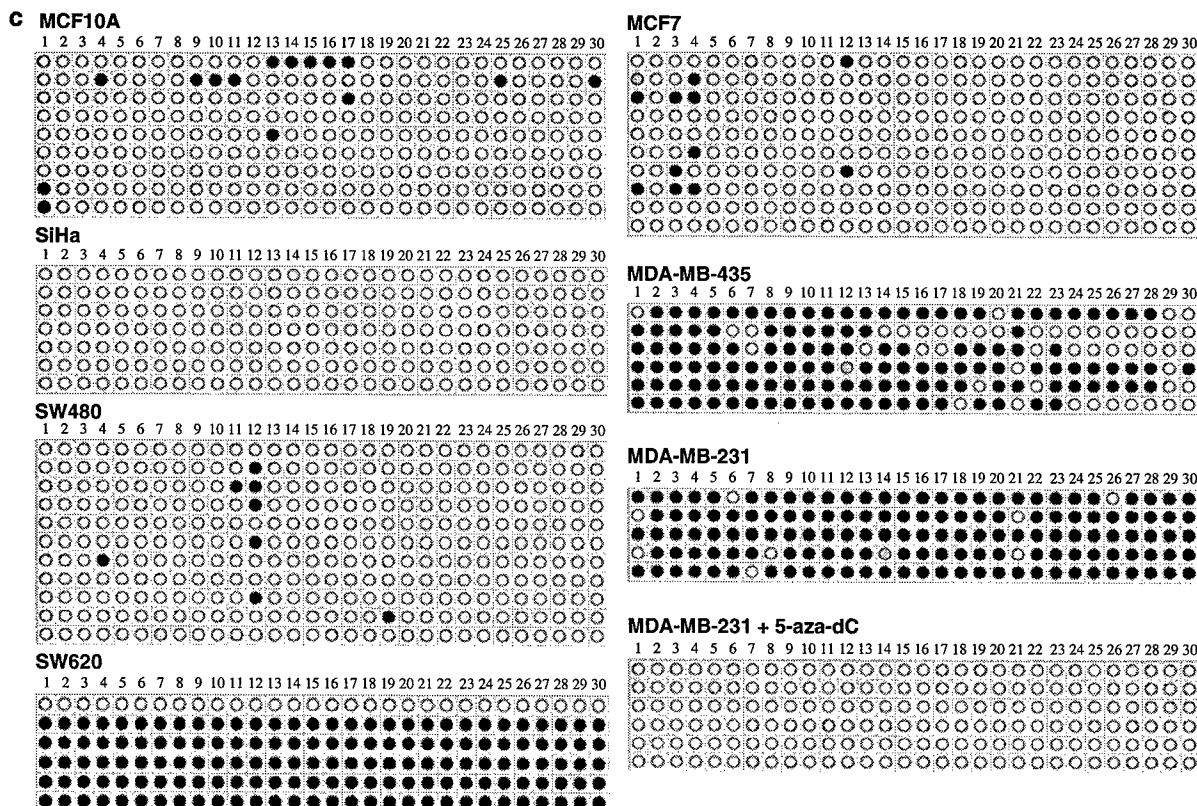 c MCF10A
1 2 3 4 5 6 7 8 9 10 11 12 13 14 15 16 17 18 19 20 21 22 23 24 25 26 27 28 29 30
SiHa
1 2 3 4 5 6 7 8 9 10 11 12 13 14 15 16 17 18 19 20 21 22 23 24 25 26 27 28 29 30
SW480
1 2 3 4 5 6 7 8 9 10 11 12 13 14 15 16 17 18 19 20 21 22 23 24 25 26 27 28 29 30
SW620
1 2 3 4 5 6 7 8 9 10 11 12 13 14 15 16 17 18 19 20 21 22 23 24 25 26 27 28 29 30
MCF7
1 2 3 4 5 6 7 8 9 10 11 12 13 14 15 16 17 18 19 20 21 22 23 24 25 26 27 28 29 30
MDA-MB-435
1 2 3 4 5 6 7 8 9 10 11 12 13 14 15 16 17 18 19 20 21 22 23 24 25 26 27 28 29 30
MDA-MB-231
1 2 3 4 5 6 7 8 9 10 11 12 13 14 15 16 17 18 19 20 21 22 23 24 25 26 27 28 29 30
MDA-MB-231 + 5-aza-dC
1 2 3 4 5 6 7 8 9 10 11 12 13 14 15 16 17 18 19 20 21 22 23 24 25 26 27 28 29 30